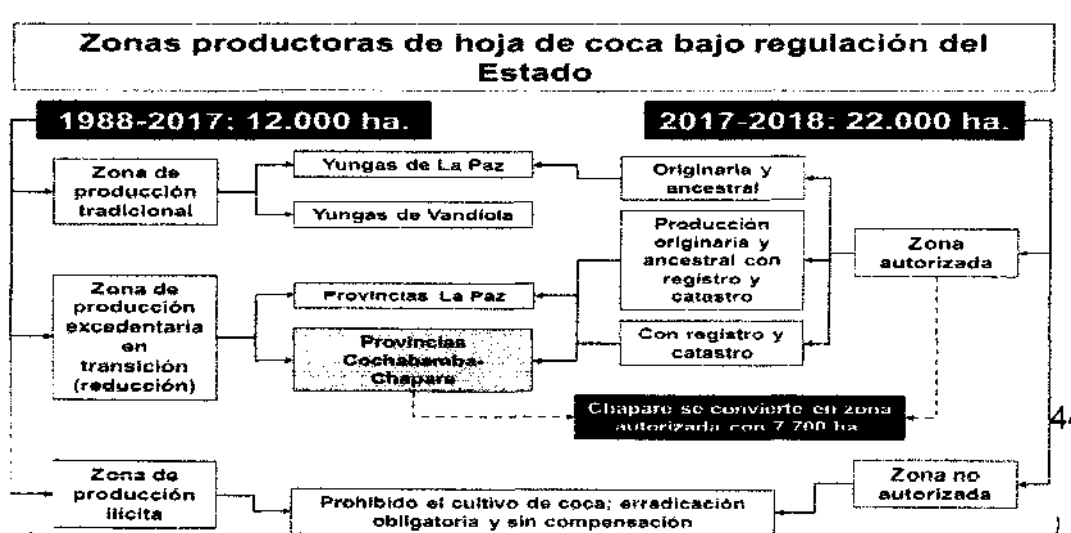 Zonas productoras de hoja de coca bajo regulación del
Estado
1988-2017: 12.000 ha.
2017-2018: 22.000 ha.
Zona de
producción
tradicional
Yungas de La Paz
Yungas de Vandiola
Originaria y
ancestral
Producción
originaria y
ancestral con
registro y
catastro
Zona
autorizada
Zona de
producción
excedentaria
en
transición
(reducción)
Provincias La Paz
Provincias
Cochabamba-
Chapare
Con registro y
catastro
Chapare se convierte en zona
autorizada con 7.700 ha
44
Zona de
producción
ilícita
Prohibido el cultivo de coca; erradicación
obligatoria y sin compensación
Zona no
autorizada